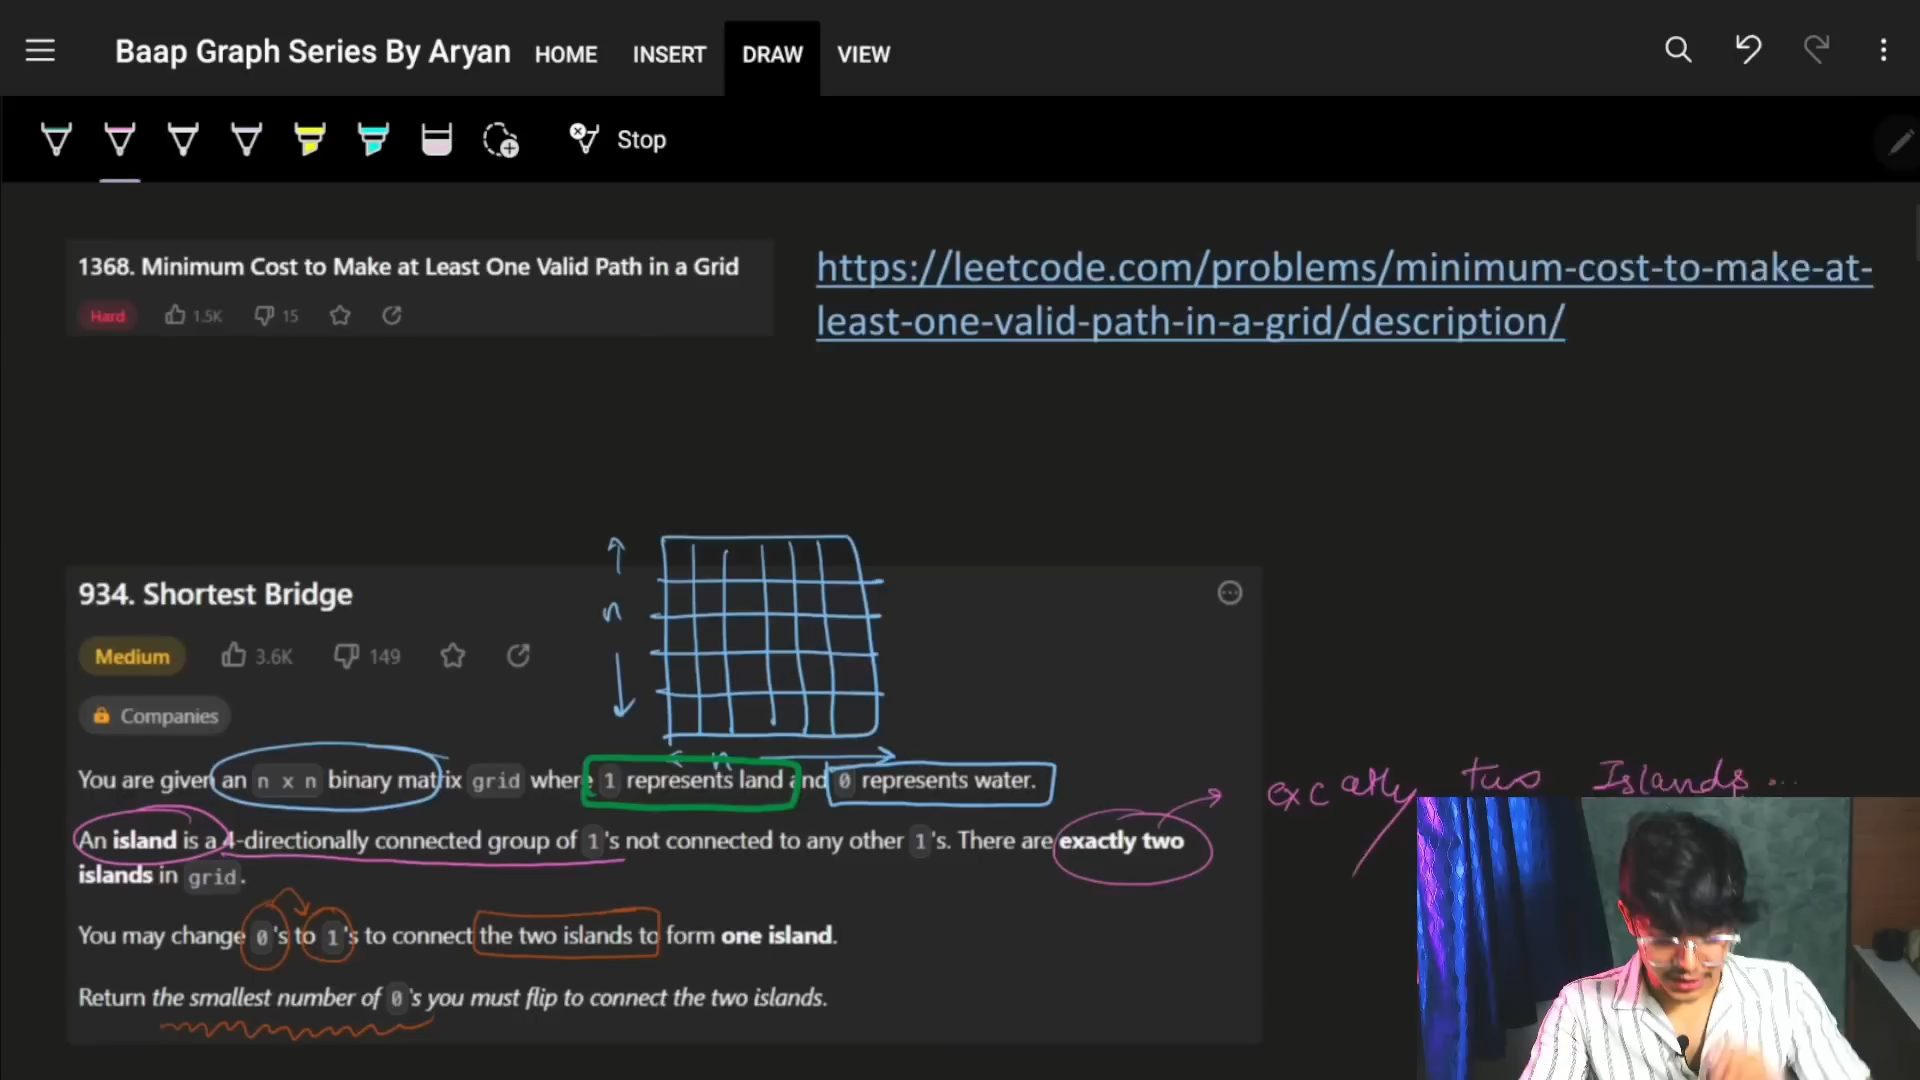 Baap Graph Series By Aryan HOME INSERT DRAW VIEW
Stop
1368. Minimum Cost to Make at Least One Valid Path in a Grid
Hard 1.5K 15
https://leetcode.com/problems/minimum-cost-to-make-at-
least-one-valid-path-in-a-grid/description/
934. Shortest Bridge
Medium 3.6K 149
Companies
n
n
You are given an n x n binary matrix grid where 1 represents land and 0 represents water.
excatly two Islands...
An island is a 4-directionally connected group of 1's not connected to any other 1's. There are exactly two
islands in grid.
You may change 0's to 1's to connect the two islands to form one island.
Return the smallest number of 0's you must flip to connect the two islands.